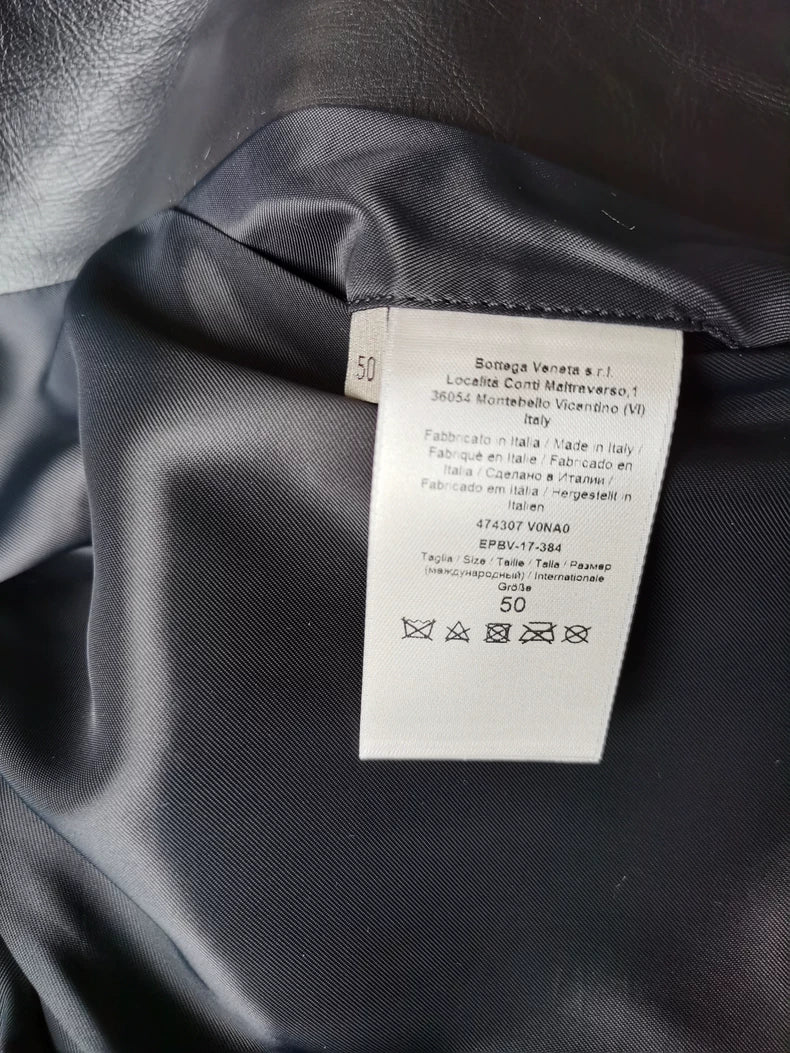 50
Bottega Veneta s.r.l.
Località Conti Maltraverso,1
36054 Montebello Vicentino (VI)
Italy
Fabbricato in Italia / Made in Italy /
Fabriqué en Italie / Fabricado en
Italia / Сделано в Италии /
Fabricado em Itália / Hergestellt in
Italien
474307 V0NA0
EPBV-17-384
Taglia / Size / Taille / Talla / Размер
(международный) / Internationale
Größe
50